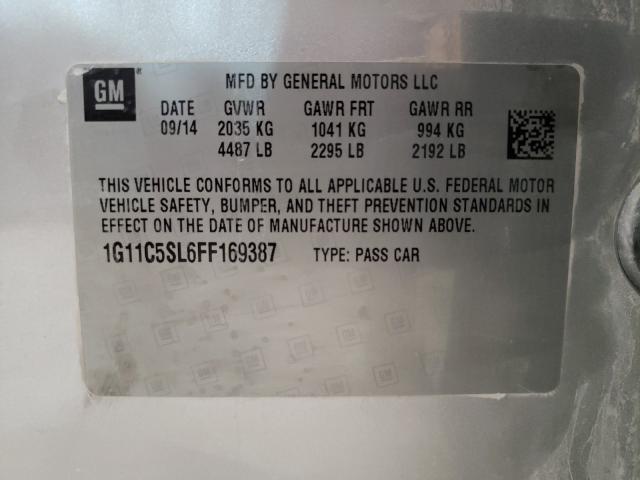 GM
MFD BY GENERAL MOTORS LLC
DATE GVWR GAWR FRT GAWR RR
09/14 2035 KG 1041 KG 994 KG
4487 LB 2295 LB 2192 LB
THIS VEHICLE CONFORMS TO ALL APPLICABLE U.S. FEDERAL MOTOR
VEHICLE SAFETY, BUMPER, AND THEFT PREVENTION STANDARDS IN
EFFECT ON THE DATE OF MANUFACTURE SHOWN ABOVE.
1G11C5SL6FF169387 TYPE: PASS CAR